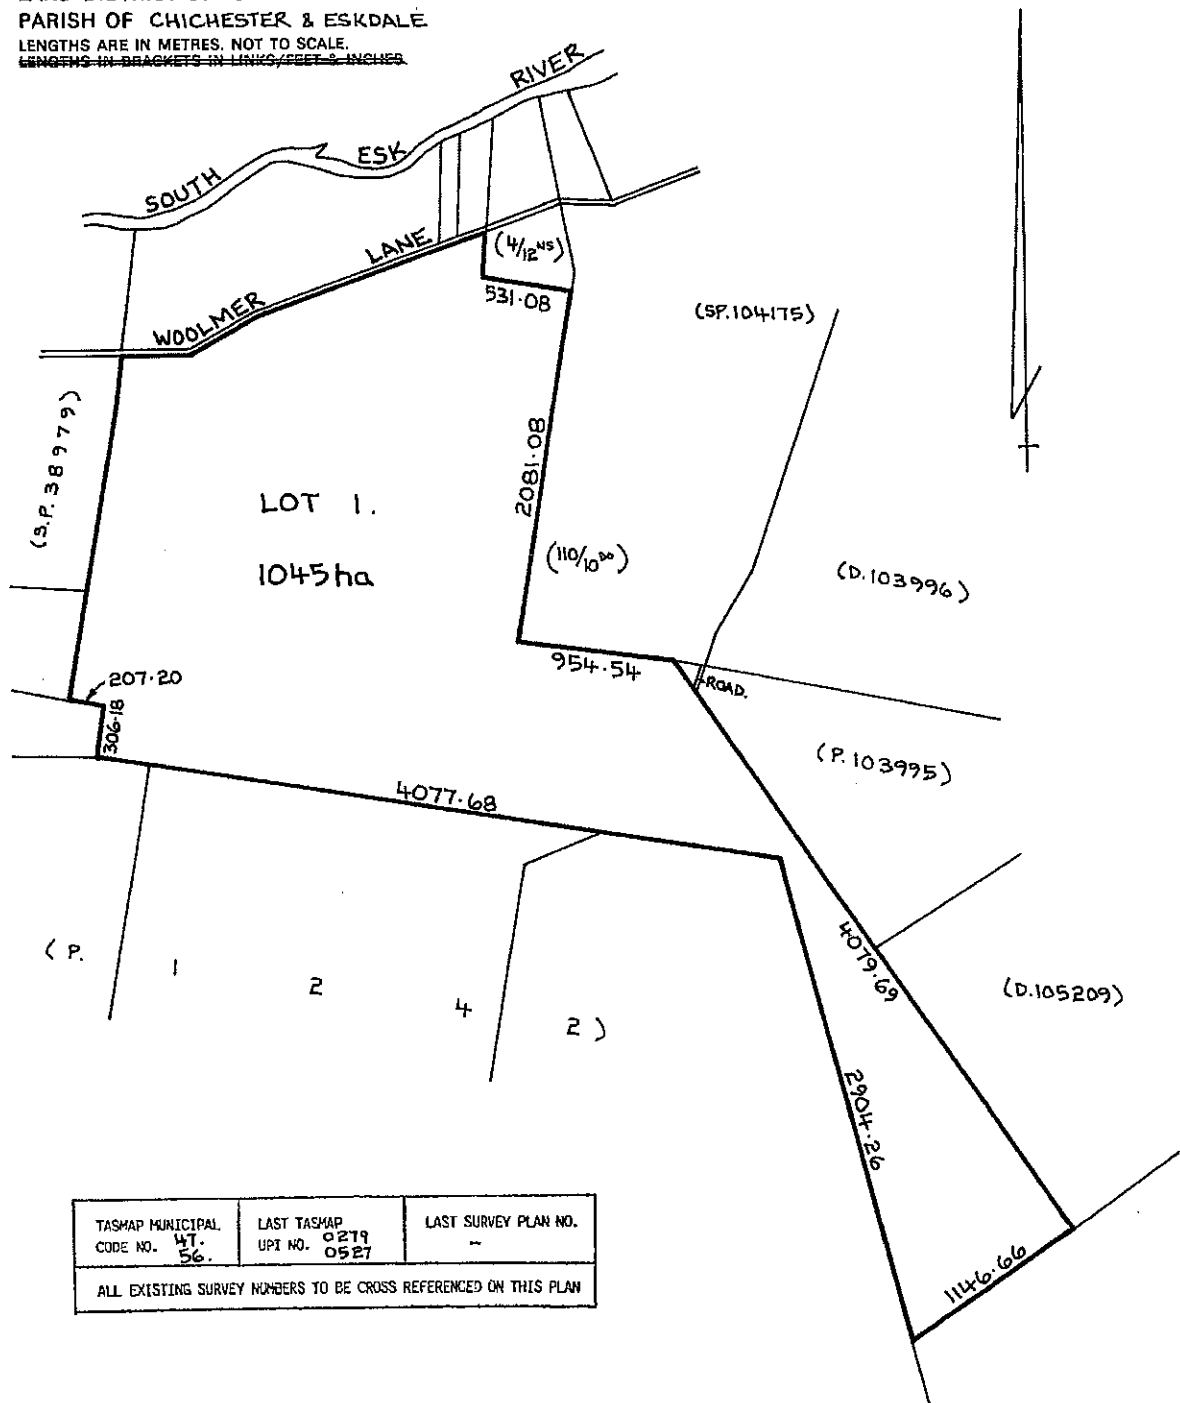 PARISH OF CHICHESTER & ESKDALE
LENGTHS ARE IN METRES. NOT TO SCALE.
LENGTHS IN BRACKETS IN LINKS/FEET & INCHES
SOUTH ESK RIVER
WOOLMER LANE
(4/12NS)
531·08
(SP.104175)
(S.P. 38979)
2081·08
LOT 1.
1045ha
(110/10DO)
(D.103996)
954·54
ROAD.
207·20
306·18
(P.103995)
4077·68
4079·69
(P. 1 2 4 2)
(D.105209)
2904·26
1146·66
TASMAP MUNICIPAL
CODE NO. 47.
56.
LAST TASMAP
UPI NO. 0279
0527
LAST SURVEY PLAN NO.
–
ALL EXISTING SURVEY NUMBERS TO BE CROSS REFERENCED ON THIS PLAN